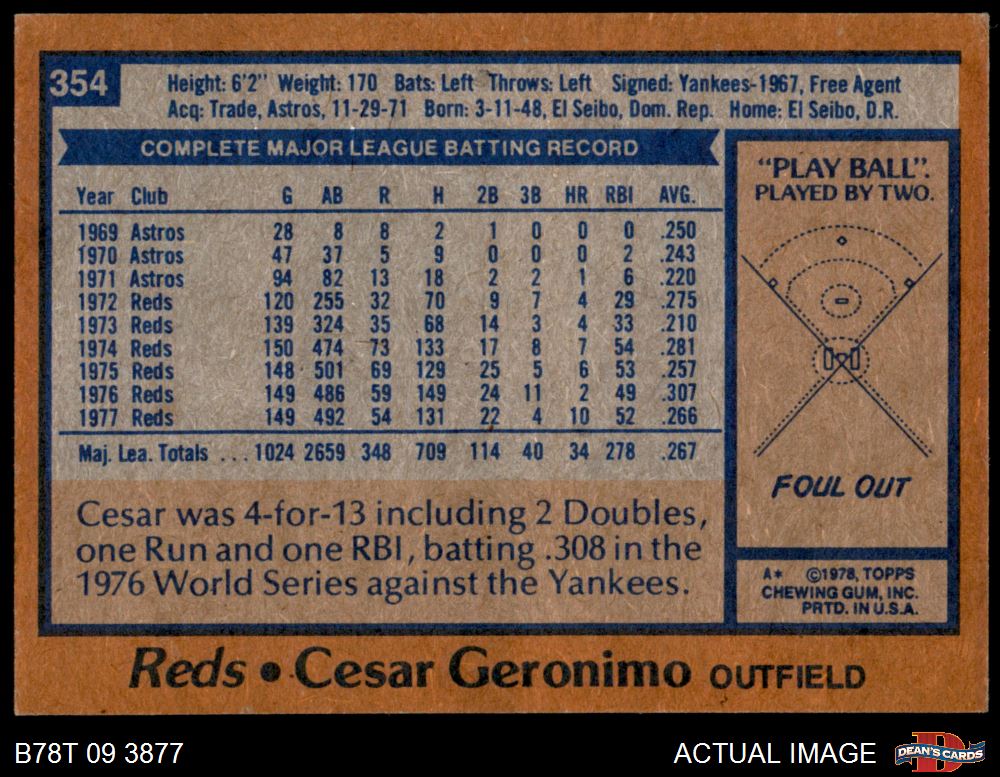 354
Height: 6'2" Weight: 170 Bats: Left Throws: Left Signed: Yankees-1967, Free Agent
Acq: Trade, Astros, 11-29-71 Born: 3-11-48, El Seibo, Dom. Rep. Home: El Seibo, D.R.
COMPLETE MAJOR LEAGUE BATTING RECORD
Year Club G AB R H 2B 3B HR RBI AVG.
1969 Astros 28 8 8 2 1 0 0 0 .250
1970 Astros 47 37 5 9 0 0 0 2 .243
1971 Astros 94 82 13 18 2 2 1 6 .220
1972 Reds 120 255 32 70 9 7 4 29 .275
1973 Reds 139 324 35 68 14 3 4 33 .210
1974 Reds 150 474 73 133 17 8 7 54 .281
1975 Reds 148 501 69 129 25 5 6 53 .257
1976 Reds 149 486 59 149 24 11 2 49 .307
1977 Reds 149 492 54 131 22 4 10 52 .266
Maj. Lea. Totals ... 1024 2659 348 709 114 40 34 278 .267
Cesar was 4-for-13 including 2 Doubles,
one Run and one RBI, batting .308 in the
1976 World Series against the Yankees.
"PLAY BALL".
PLAYED BY TWO.
FOUL OUT
A* ©1978, TOPPS
CHEWING GUM, INC.
PRTD. IN U.S.A.
Reds • Cesar Geronimo OUTFIELD
B78T 09 3877
ACTUAL IMAGE
DEAN'S CARDS